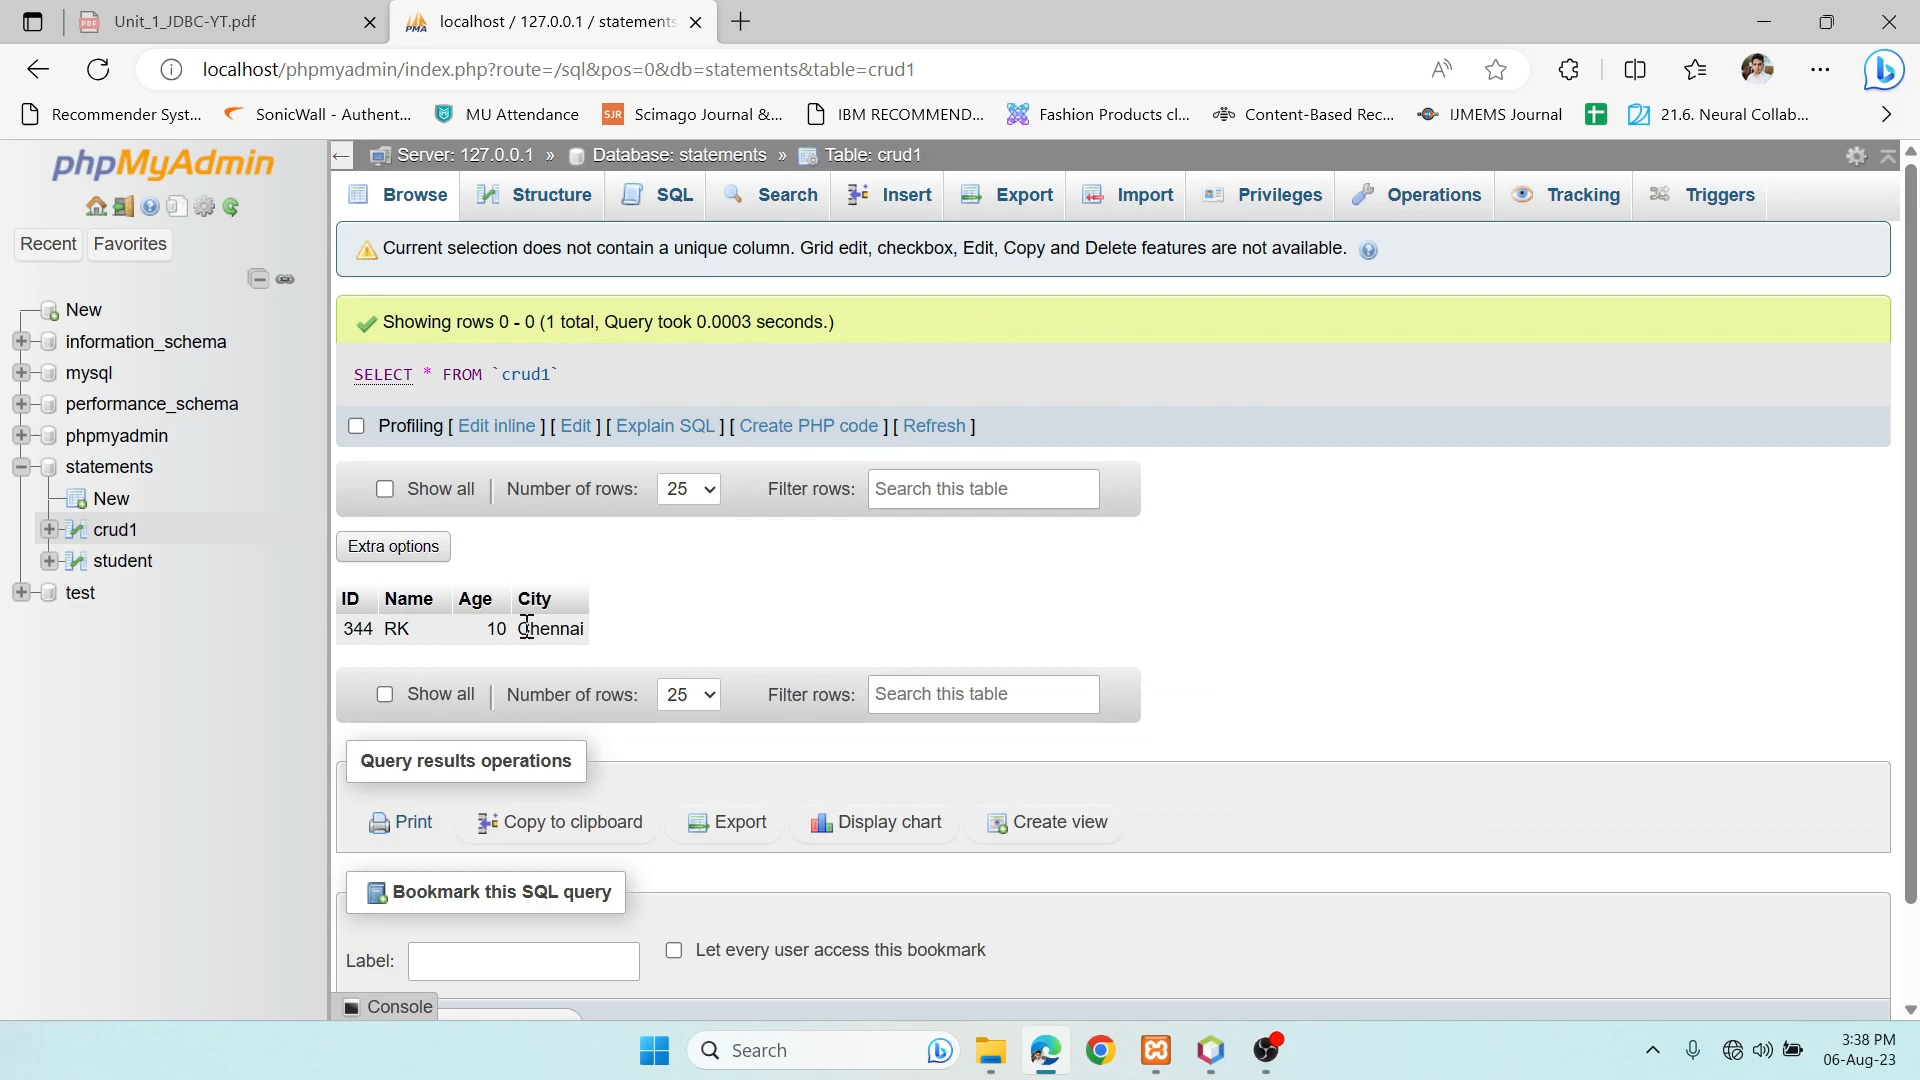 Unit_1_JDBC-YT.pdf
localhost / 127.0.0.1 / statements
localhost/phpmyadmin/index.php?route=/sql&pos=0&db=statements&table=crud1
Recommender Syst...
SonicWall - Authent...
MU Attendance
SJR Scimago Journal &...
IBM RECOMMEND...
Fashion Products cl...
Content-Based Rec...
IJMEMS Journal
21.6. Neural Collab...
phpMyAdmin
Recent
Favorites
New
information_schema
mysql
performance_schema
phpmyadmin
statements
New
crud1
student
test
Server: 127.0.0.1 » Database: statements » Table: crud1
Browse
Structure
SQL
Search
Insert
Export
Import
Privileges
Operations
Tracking
Triggers
Current selection does not contain a unique column. Grid edit, checkbox, Edit, Copy and Delete features are not available.
Showing rows 0 - 0 (1 total, Query took 0.0003 seconds.)
SELECT * FROM `crud1`
Profiling [ Edit inline ] [ Edit ] [ Explain SQL ] [ Create PHP code ] [ Refresh ]
Show all | Number of rows: 25 Filter rows: Search this table
Extra options
ID Name Age City
344 RK 10 Chennai
Show all | Number of rows: 25 Filter rows: Search this table
Query results operations
Print
Copy to clipboard
Export
Display chart
Create view
Bookmark this SQL query
Label:
Let every user access this bookmark
Console
Search
3:38 PM
06-Aug-23